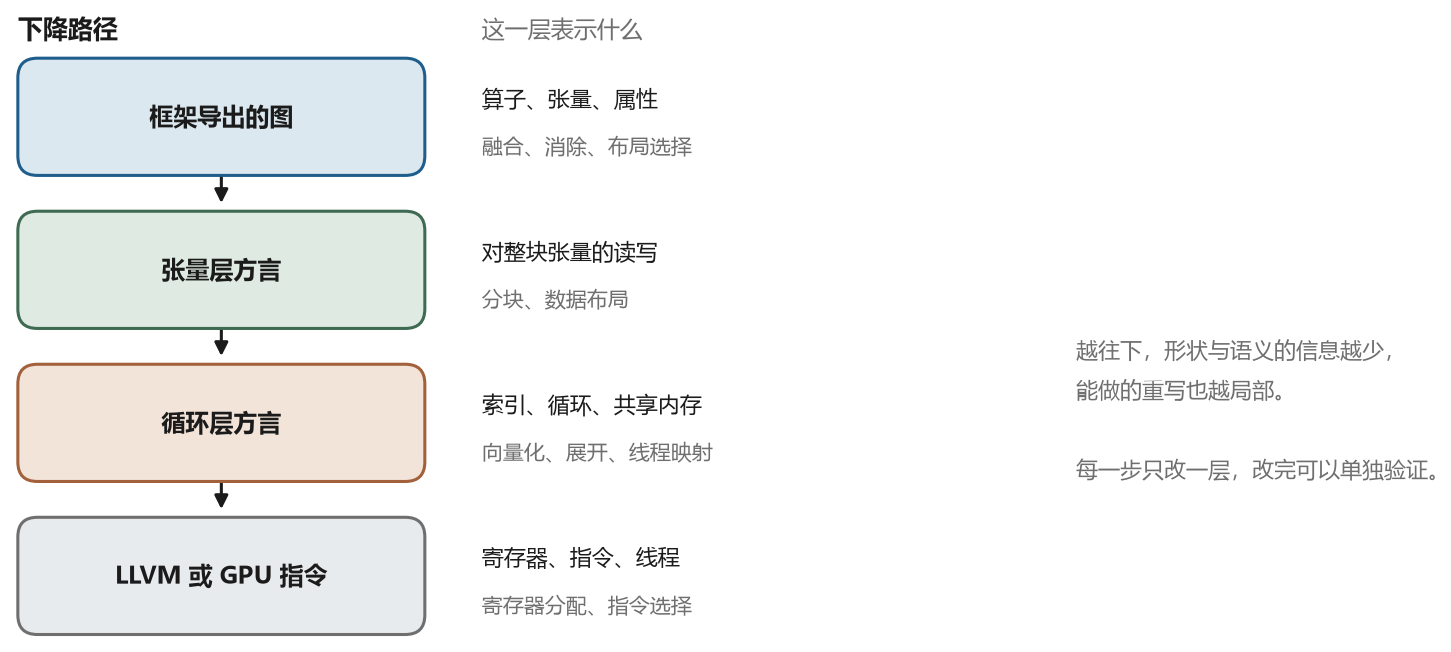 下降路径
这一层表示什么
框架导出的图
算子、张量、属性
融合、消除、布局选择
张量层方言
对整块张量的读写
分块、数据布局
循环层方言
索引、循环、共享内存
向量化、展开、线程映射
LLVM 或 GPU 指令
寄存器、指令、线程
寄存器分配、指令选择
越往下，形状与语义的信息越少，
能做的重写也越局部。
每一步只改一层，改完可以单独验证。